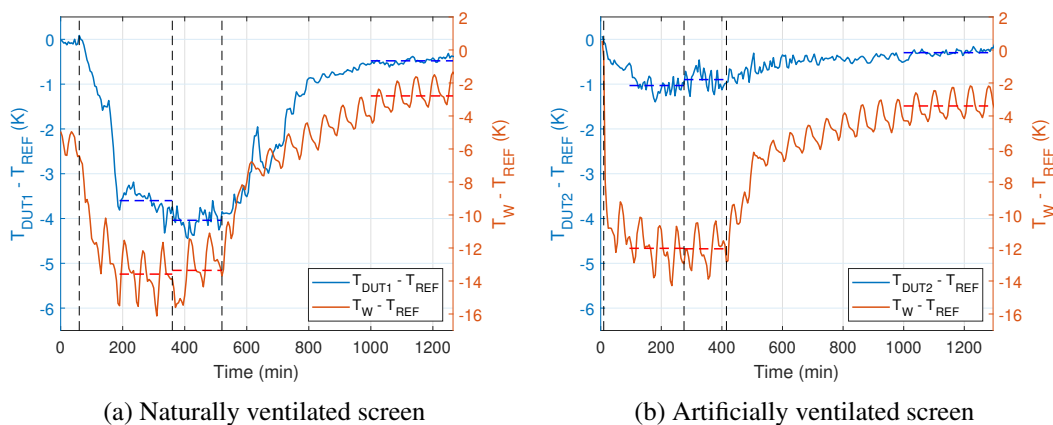 0
-1
-2
-3
-4
-5
-6
T_DUT1 - T_REF (K)
2
0
-2
-4
-6
-8
-10
-12
-14
-16
T_W - T_REF (K)
T_DUT1 - T_REF
T_W - T_REF
0 200 400 600 800 1000 1200
Time (min)
(a) Naturally ventilated screen
0
-1
-2
-3
-4
-5
-6
T_DUT2 - T_REF (K)
2
0
-2
-4
-6
-8
-10
-12
-14
-16
T_W - T_REF (K)
T_DUT2 - T_REF
T_W - T_REF
0 200 400 600 800 1000 1200
Time (min)
(b) Artificially ventilated screen